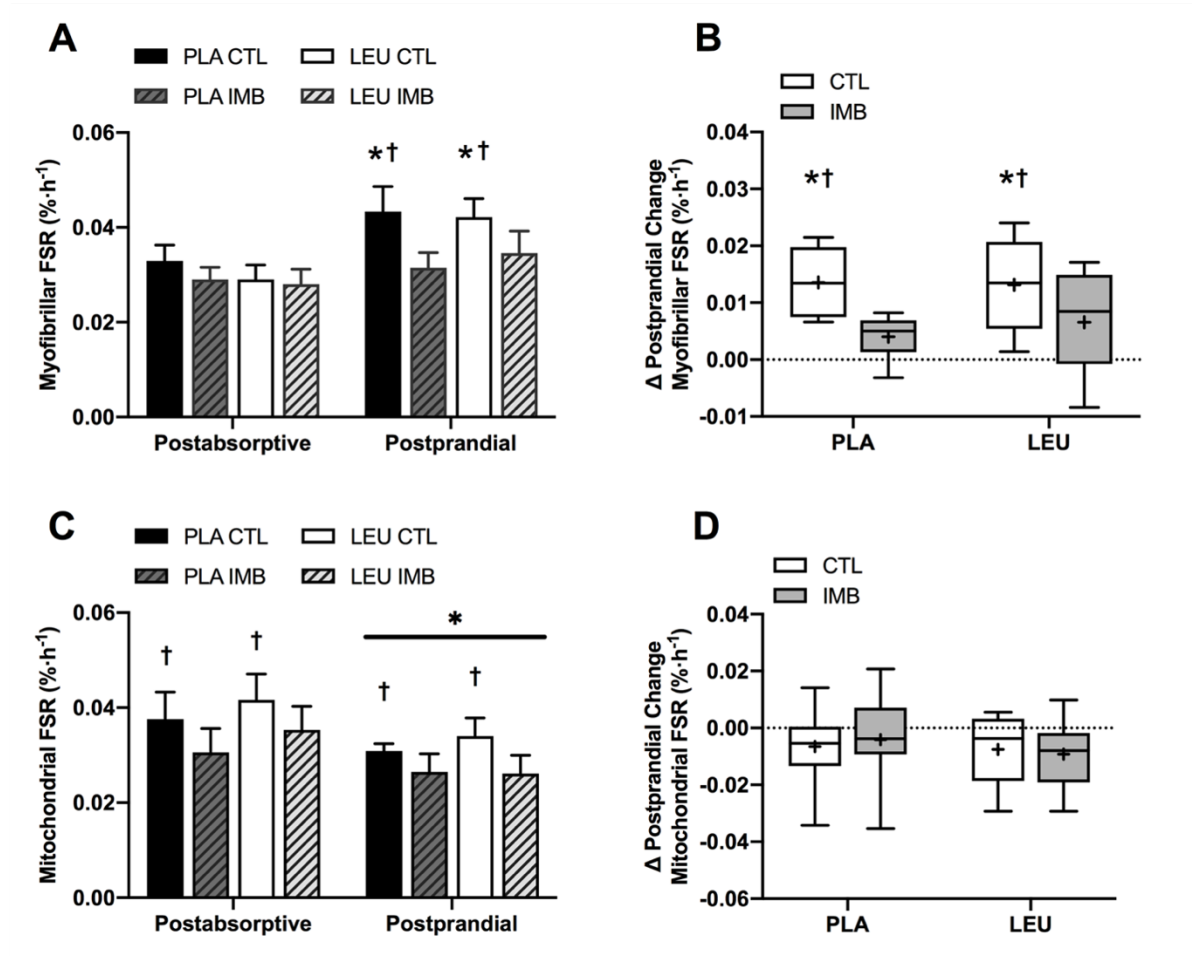 A
PLA CTL LEU CTL
PLA IMB LEU IMB
Myofibrillar FSR (%·h-1)
0.06
0.04
0.02
0.00
*† *†
Postabsorptive Postprandial
B
CTL
IMB
Δ Postprandial Change
Myofibrillar FSR (%·h-1)
0.04
0.03
0.02
0.01
0.00
-0.01
*† *†
PLA LEU
C
PLA CTL LEU CTL
PLA IMB LEU IMB
Mitochondrial FSR (%·h-1)
0.06
0.04
0.02
0.00
*
† † † †
Postabsorptive Postprandial
D
CTL
IMB
Δ Postprandial Change
Mitochondrial FSR (%·h-1)
0.04
0.02
0.00
-0.02
-0.04
-0.06
PLA LEU